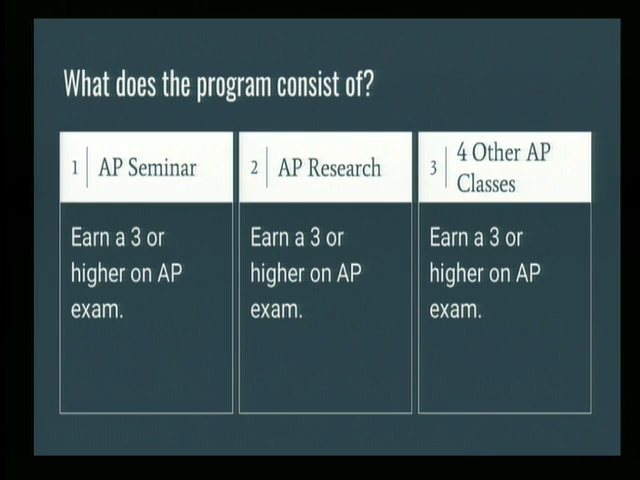 What does the program consist of?
1 AP Seminar
Earn a 3 or
higher on AP
exam.
2 AP Research
Earn a 3 or
higher on AP
exam.
3 4 Other AP
Classes
Earn a 3 or
higher on AP
exam.